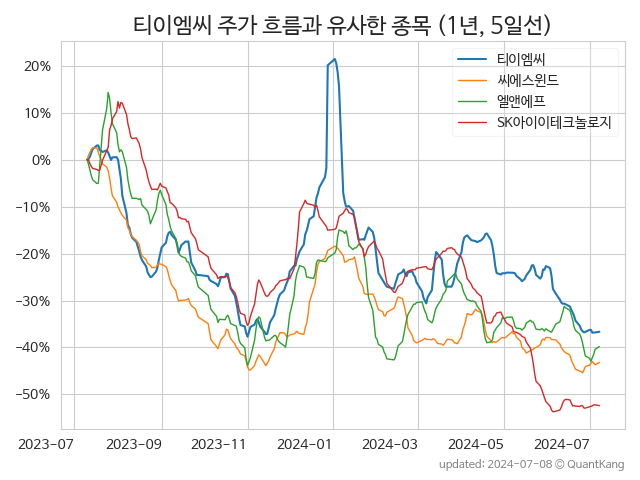 티이엠씨 주가 흐름과 유사한 종목 (1년, 5일선)
티이엠씨
씨에스윈드
엘앤에프
SK아이이테크놀로지
20%
10%
0%
−10%
−20%
−30%
−40%
−50%
2023-07 2023-09 2023-11 2024-01 2024-03 2024-05 2024-07
updated: 2024-07-08 © QuantKang